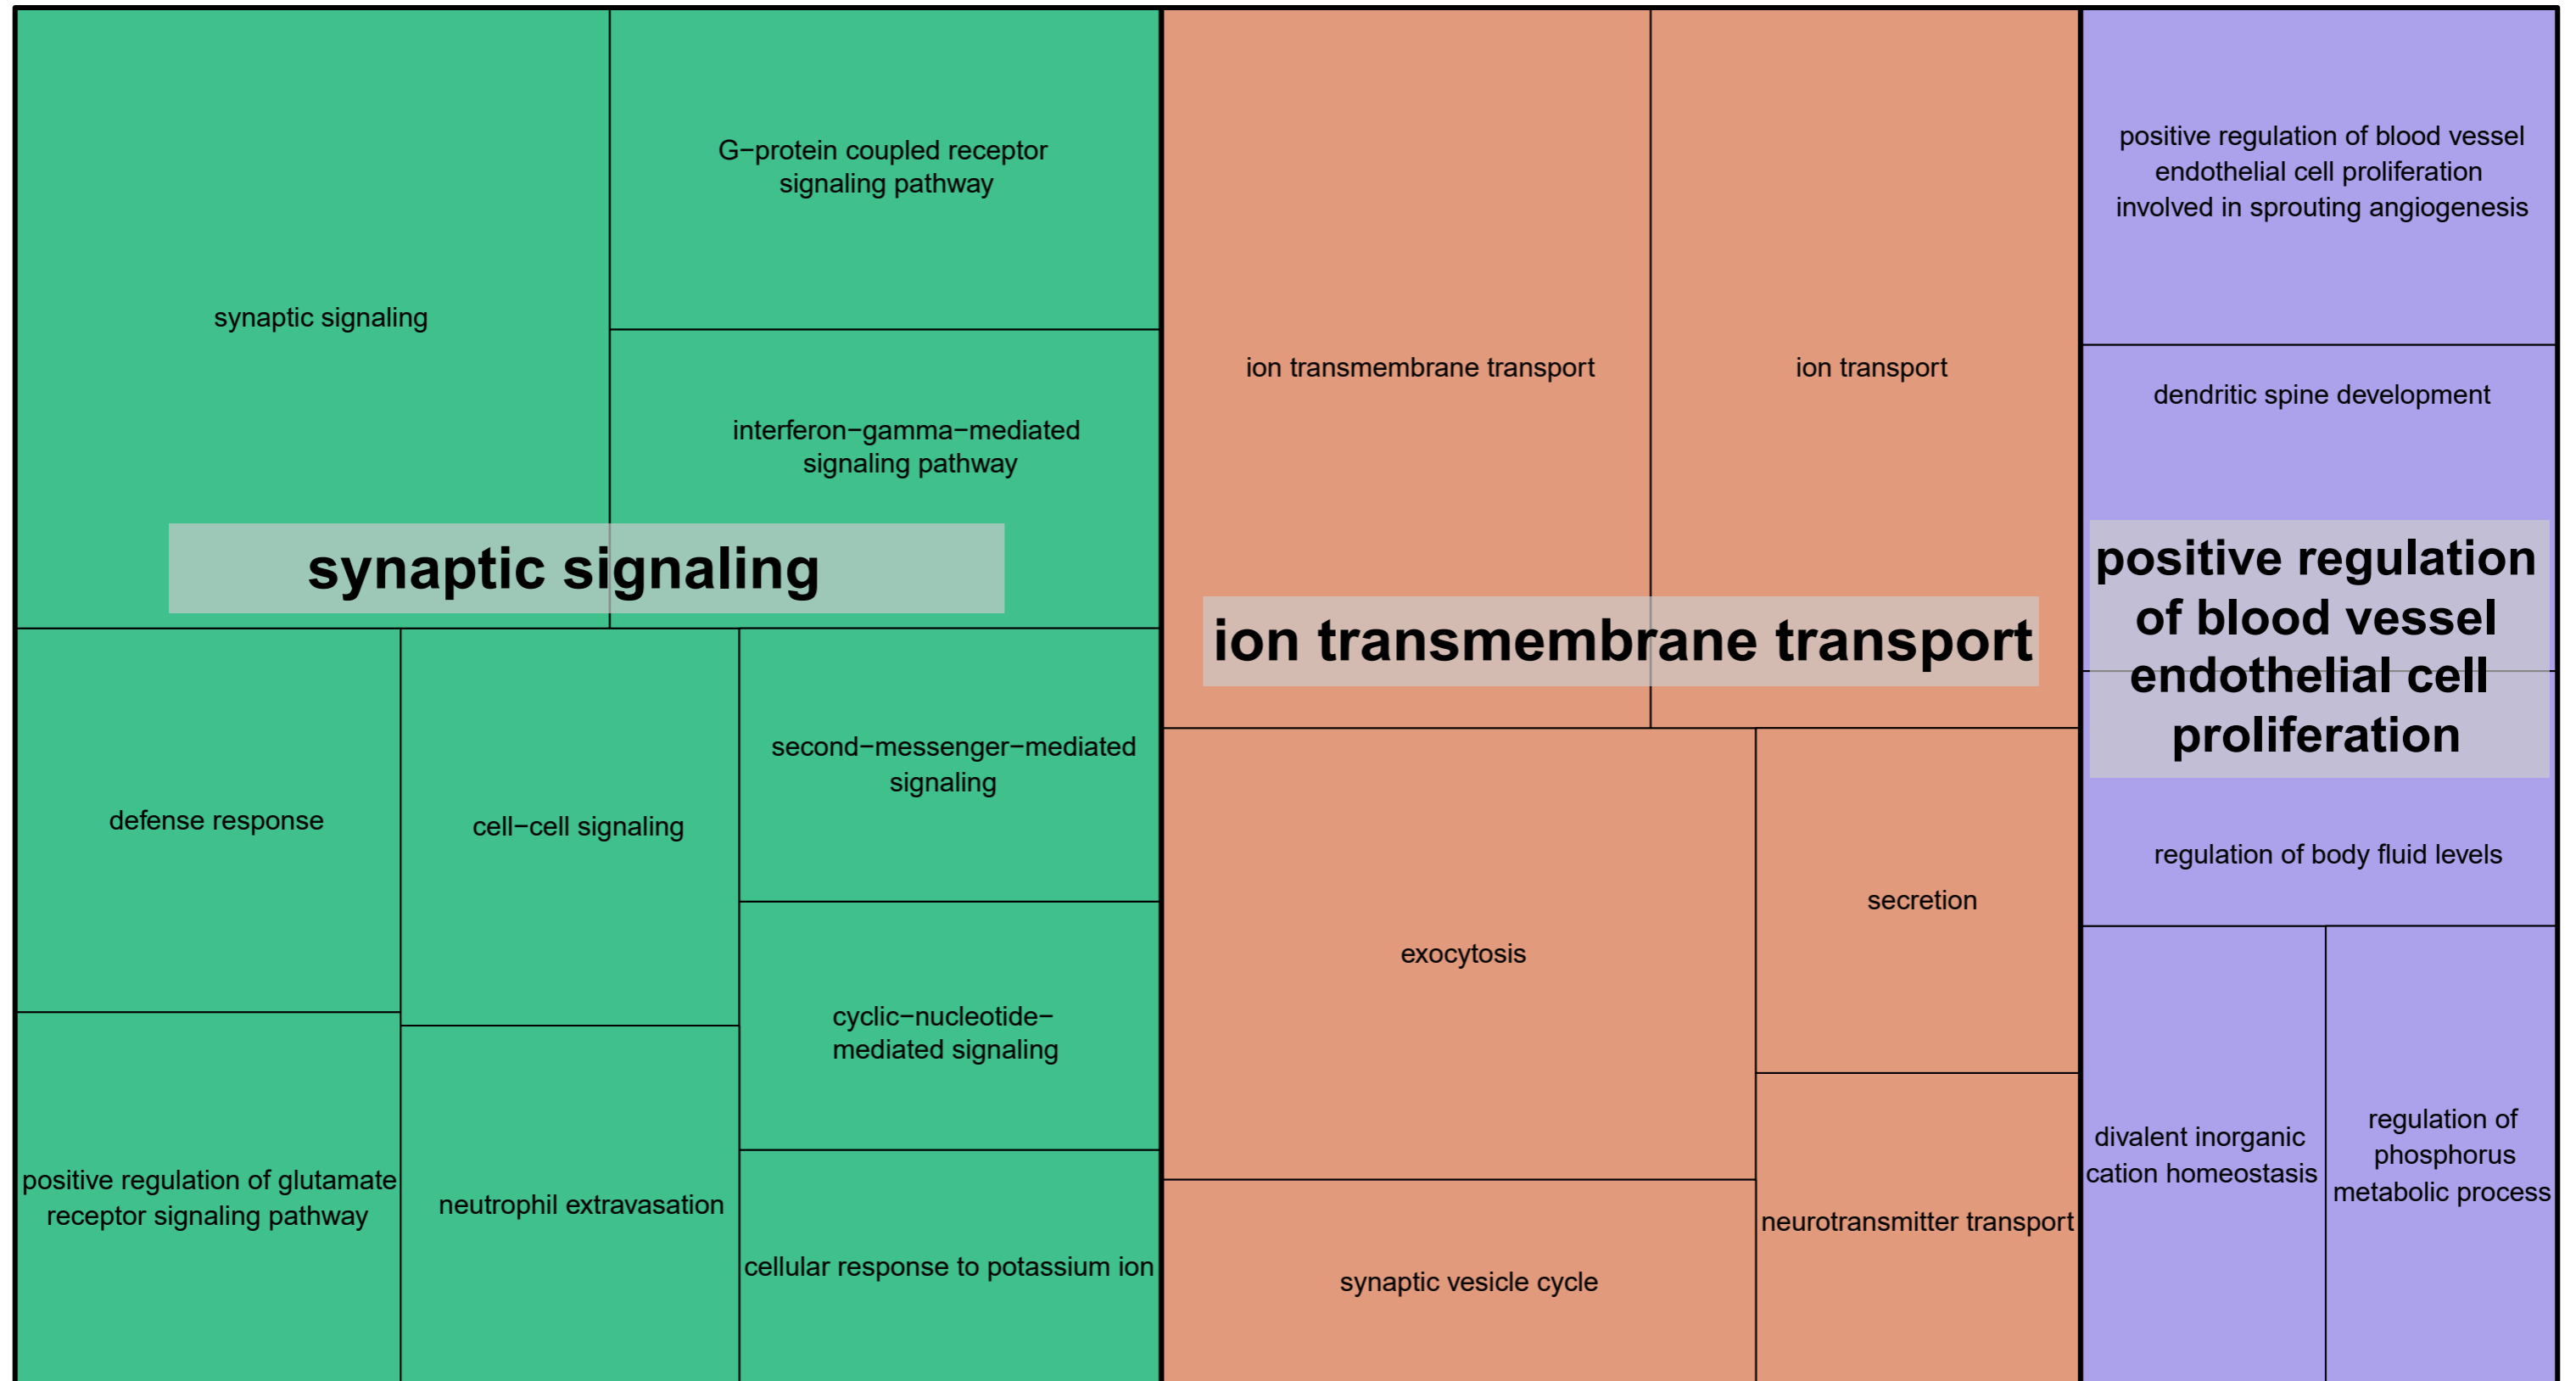 synaptic signaling
G−protein coupled receptor
signaling pathway
interferon−gamma−mediated
signaling pathway
synaptic signaling
defense response
cell−cell signaling
second−messenger−mediated
signaling
cyclic−nucleotide−
mediated signaling
positive regulation of glutamate
receptor signaling pathway
neutrophil extravasation
cellular response to potassium ion
ion transmembrane transport
ion transport
ion transmembrane transport
exocytosis
secretion
synaptic vesicle cycle
neurotransmitter transport
positive regulation of blood vessel
endothelial cell proliferation
involved in sprouting angiogenesis
dendritic spine development
positive regulation
of blood vessel
endothelial cell
proliferation
regulation of body fluid levels
divalent inorganic
cation homeostasis
regulation of
phosphorus
metabolic process